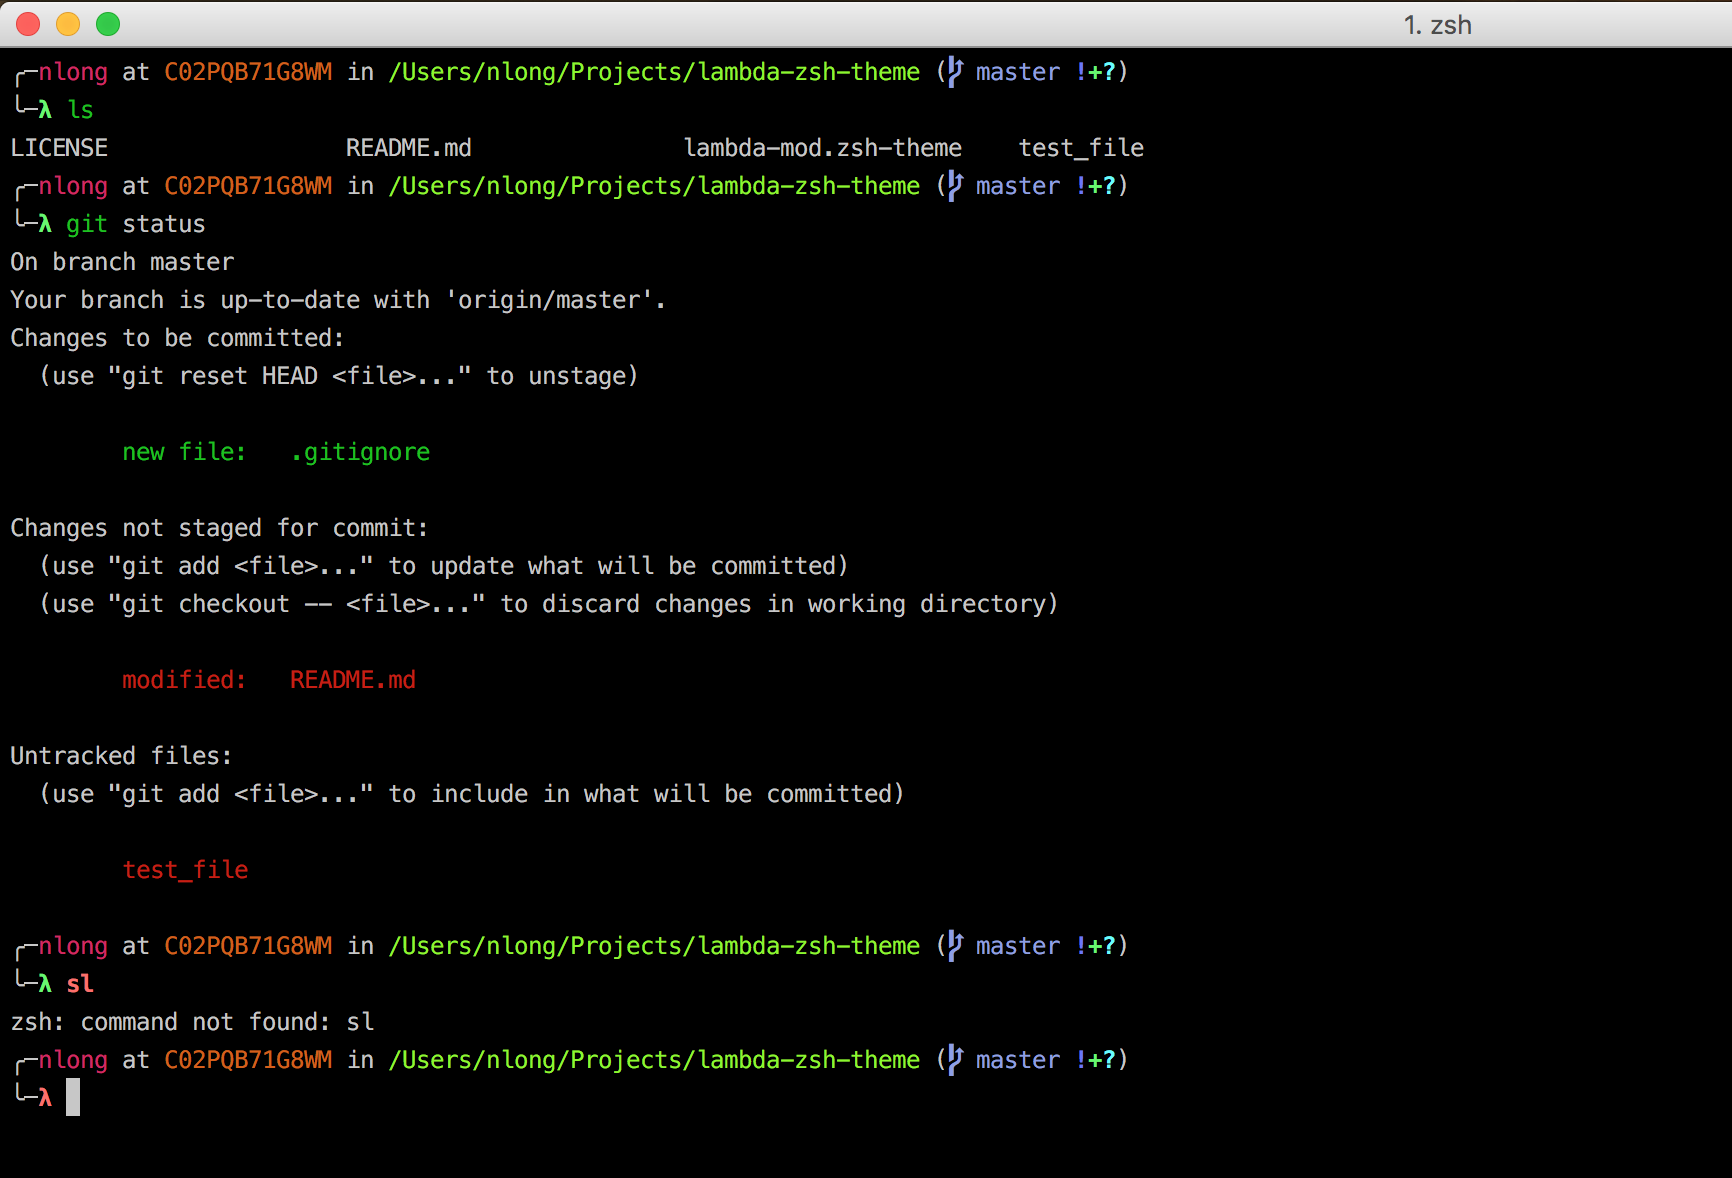 1. zsh
╭─nlong at C02PQB71G8WM in /Users/nlong/Projects/lambda-zsh-theme ( master !+?)
╰─λ ls
LICENSE                 README.md               lambda-mod.zsh-theme    test_file
╭─nlong at C02PQB71G8WM in /Users/nlong/Projects/lambda-zsh-theme ( master !+?)
╰─λ git status
On branch master
Your branch is up-to-date with 'origin/master'.
Changes to be committed:
  (use "git reset HEAD <file>..." to unstage)
        new file:   .gitignore
Changes not staged for commit:
  (use "git add <file>..." to update what will be committed)
  (use "git checkout -- <file>..." to discard changes in working directory)
        modified:   README.md
Untracked files:
  (use "git add <file>..." to include in what will be committed)
        test_file
╭─nlong at C02PQB71G8WM in /Users/nlong/Projects/lambda-zsh-theme ( master !+?)
╰─λ sl
zsh: command not found: sl
╭─nlong at C02PQB71G8WM in /Users/nlong/Projects/lambda-zsh-theme ( master !+?)
╰─λ